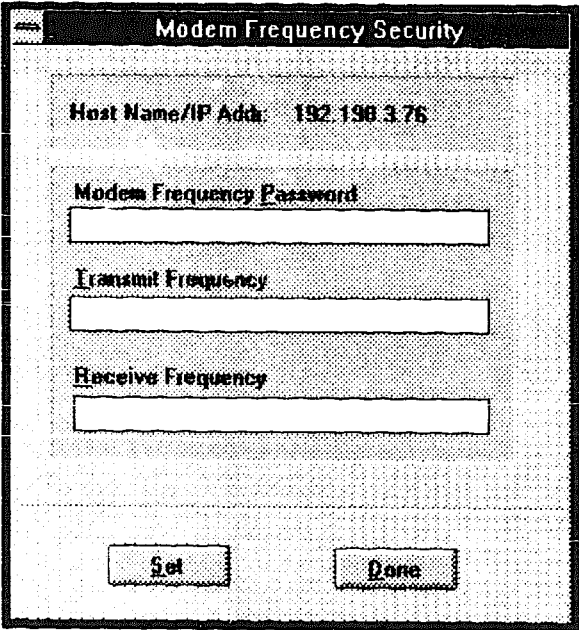 Modem Frequency Security
Host Name/IP Addr: 192.190.3.76
Modem Frequency Password
Transmit Frequency
Receive Frequency
Set Done